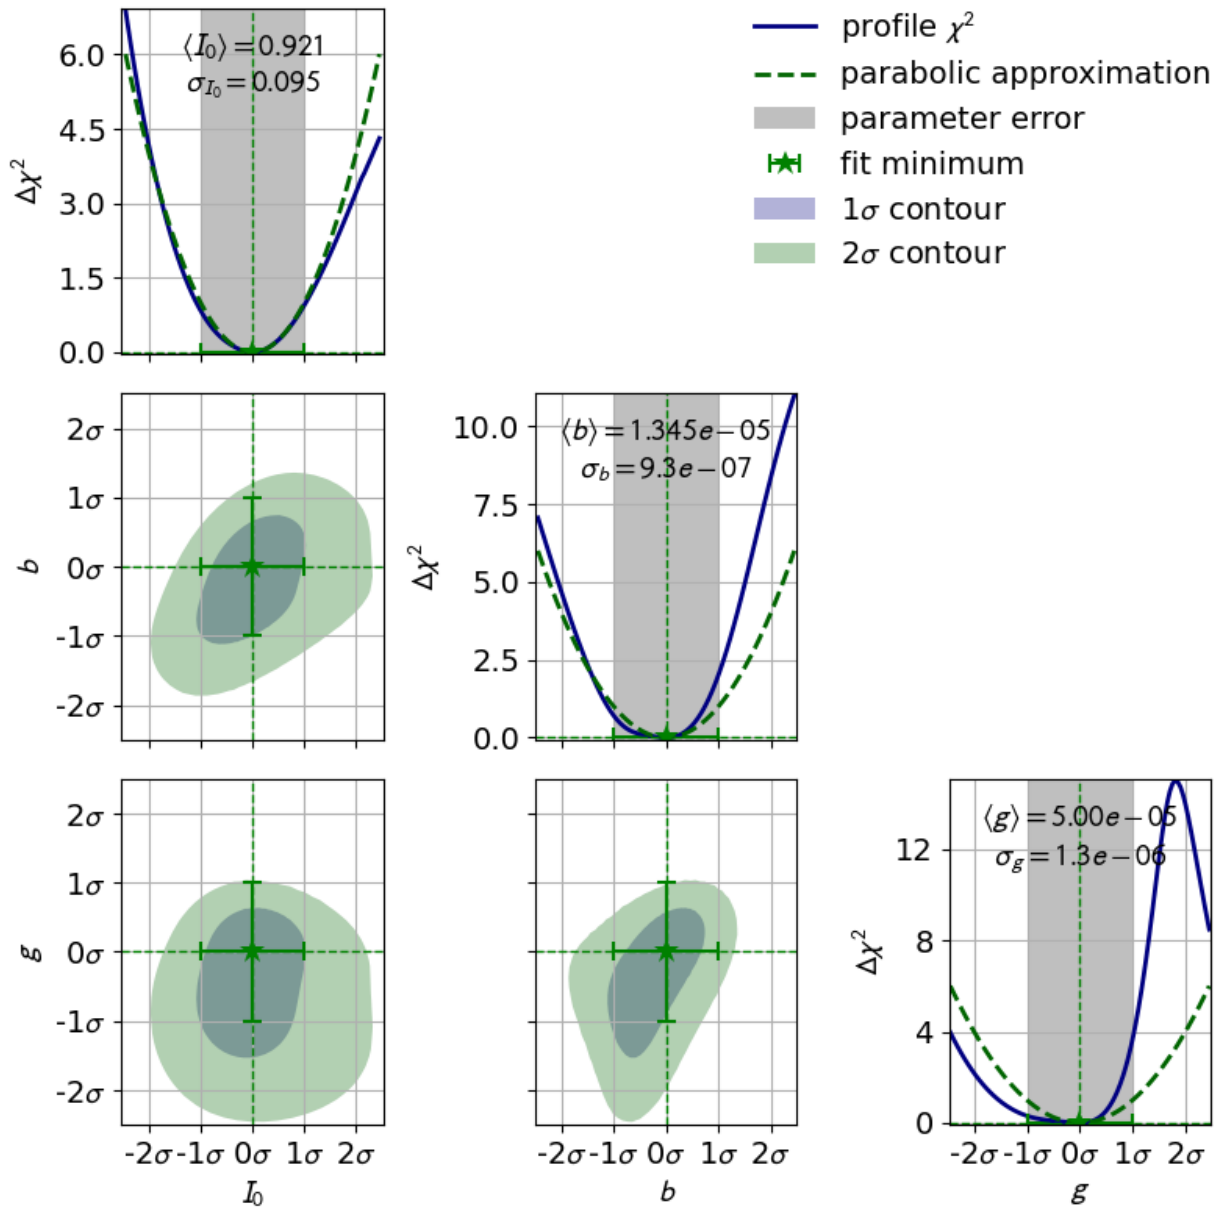 profile χ²
parabolic approximation
parameter error
fit minimum
1σ contour
2σ contour
⟨I₀⟩ = 0.921
σ_I₀ = 0.095
6.0
4.5
3.0
1.5
0.0
Δχ²
2σ
1σ
0σ
-1σ
-2σ
b
⟨b⟩ = 1.345e−05
σ_b = 9.3e−07
10.0
7.5
5.0
2.5
0.0
Δχ²
2σ
1σ
0σ
-1σ
-2σ
g
⟨g⟩ = 5.00e−05
σ_g = 1.3e−06
12
8
4
0
Δχ²
-2σ -1σ 0σ 1σ 2σ
I₀
-2σ -1σ 0σ 1σ 2σ
b
-2σ -1σ 0σ 1σ 2σ
g